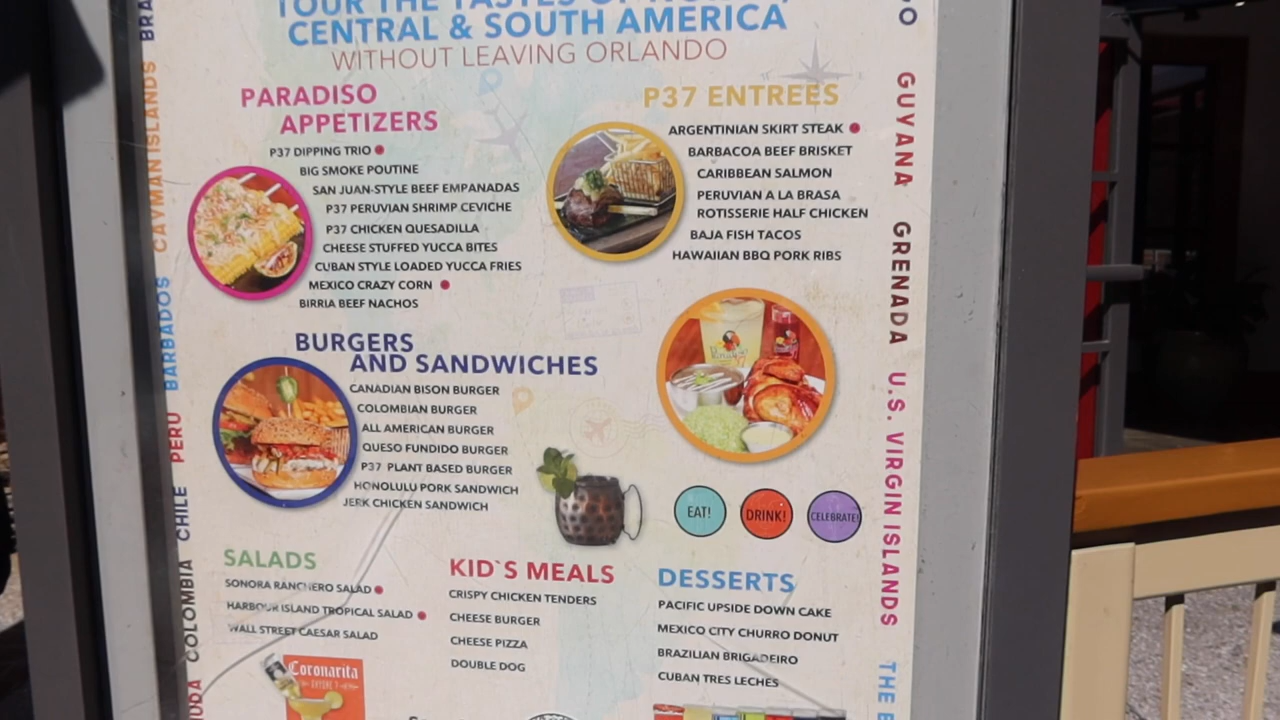 TOUR THE TASTES OF
CENTRAL & SOUTH AMERICA
WITHOUT LEAVING ORLANDO
PARADISO
APPETIZERS
P37 DIPPING TRIO
BIG SMOKE POUTINE
SAN JUAN-STYLE BEEF EMPANADAS
P37 PERUVIAN SHRIMP CEVICHE
P37 CHICKEN QUESADILLA
CHEESE STUFFED YUCCA BITES
CUBAN STYLE LOADED YUCCA FRIES
MEXICO CRAZY CORN
BIRRIA BEEF NACHOS
P37 ENTREES
ARGENTINIAN SKIRT STEAK
BARBACOA BEEF BRISKET
CARIBBEAN SALMON
PERUVIAN A LA BRASA
ROTISSERIE HALF CHICKEN
BAJA FISH TACOS
HAWAIIAN BBQ PORK RIBS
BURGERS
AND SANDWICHES
CANADIAN BISON BURGER
COLOMBIAN BURGER
ALL AMERICAN BURGER
QUESO FUNDIDO BURGER
P37 PLANT BASED BURGER
HONOLULU PORK SANDWICH
JERK CHICKEN SANDWICH
EAT!
DRINK!
CELEBRATE!
SALADS
SONORA RANCHERO SALAD
HARBOUR ISLAND TROPICAL SALAD
WALL STREET CAESAR SALAD
KID`S MEALS
CRISPY CHICKEN TENDERS
CHEESE BURGER
CHEESE PIZZA
DOUBLE DOG
DESSERTS
PACIFIC UPSIDE DOWN CAKE
MEXICO CITY CHURRO DONUT
BRAZILIAN BRIGADEIRO
CUBAN TRES LECHES
Coronarita
CAYMAN ISLANDS
BARBADOS
PERU
CHILE
COLOMBIA
GUYANA
GRENADA
U.S. VIRGIN ISLANDS
THE